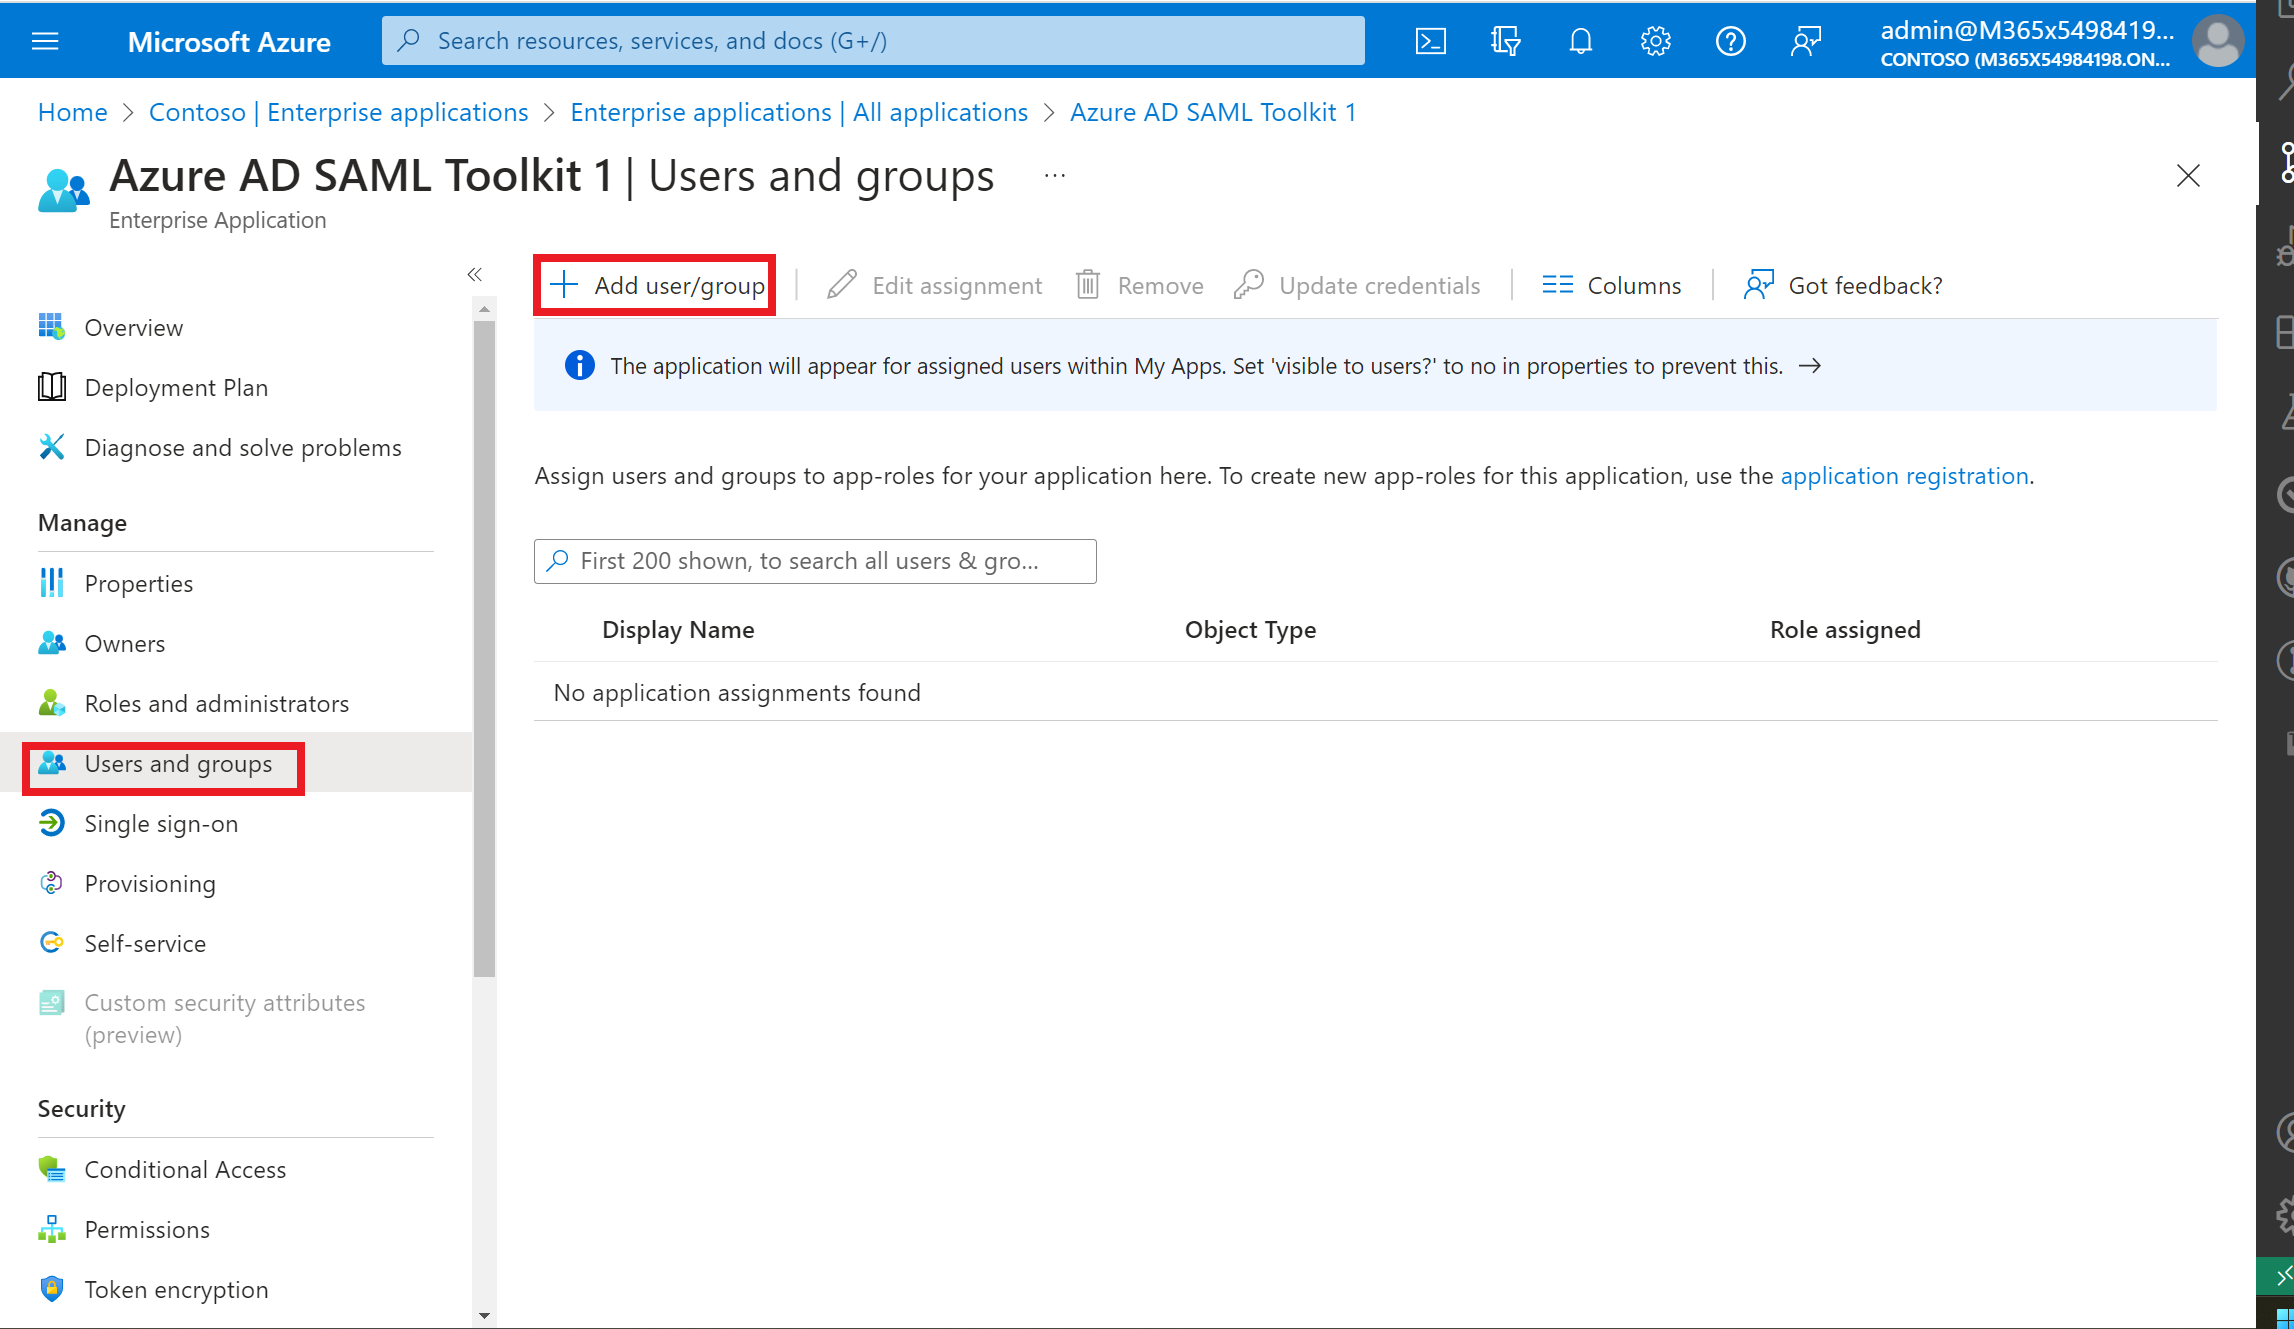 Microsoft Azure
Search resources, services, and docs (G+/)
admin@M365x5498419...
CONTOSO (M365X54984198.ON...
Home > Contoso | Enterprise applications > Enterprise applications | All applications > Azure AD SAML Toolkit 1
Azure AD SAML Toolkit 1 | Users and groups ...
Enterprise Application
Add user/group
Edit assignment
Remove
Update credentials
Columns
Got feedback?
Overview
Deployment Plan
Diagnose and solve problems
Manage
Properties
Owners
Roles and administrators
Users and groups
Single sign-on
Provisioning
Self-service
Custom security attributes
(preview)
Security
Conditional Access
Permissions
Token encryption
The application will appear for assigned users within My Apps. Set 'visible to users?' to no in properties to prevent this. →
Assign users and groups to app-roles for your application here. To create new app-roles for this application, use the application registration.
First 200 shown, to search all users & gro...
Display Name
Object Type
Role assigned
No application assignments found